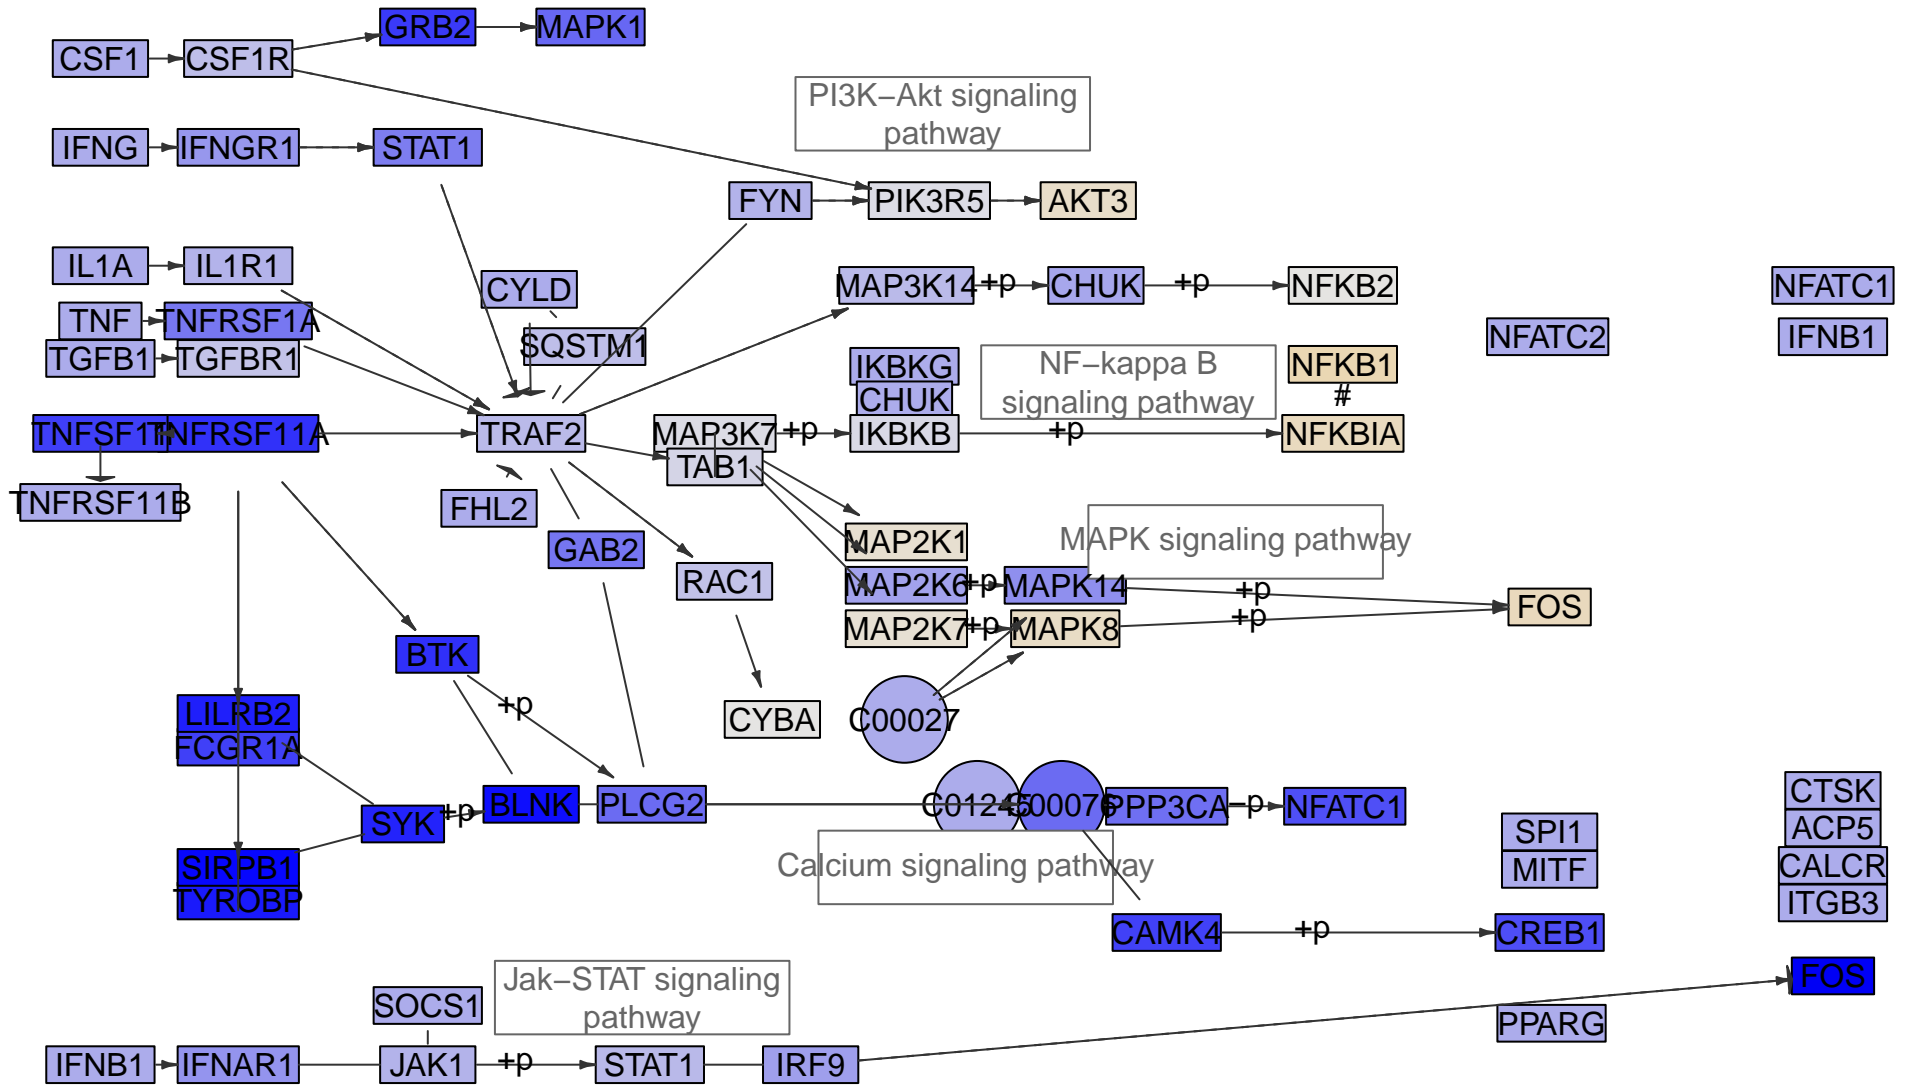 GRB2
MAPK1
CSF1
CSF1R
PI3K−Akt signaling
pathway
IFNG
IFNGR1
STAT1
FYN
PIK3R5
AKT3
IL1A
IL1R1
CYLD
MAP3K14
+p
CHUK
+p
NFKB2
NFATC1
TNF
TNFRSF1A
SQSTM1
NFATC2
IFNB1
TGFB1
TGFBR1
IKBKG
NF−kappa B
signaling pathway
NFKB1
#
CHUK
TNFRSF11A
TRAF2
MAP3K7
+p
IKBKB
+p
NFKBIA
TAB1
TNFRSF11B
FHL2
GAB2
MAP2K1
MAPK signaling pathway
RAC1
MAP2K6
+p
MAPK14
+p
FOS
MAP2K7
+p
MAPK8
+p
BTK
+p
LILRB2
FCGR1A
CYBA
C00027
SYK
+p
BLNK
PLCG2
C01245
C00076
PPP3CA
−p
NFATC1
CTSK
SPI1
ACP5
SIRPB1
TYROBP
Calcium signaling pathway
MITF
CALCR
ITGB3
CAMK4
+p
CREB1
Jak−STAT signaling
pathway
FOS
SOCS1
PPARG
IFNB1
IFNAR1
JAK1
+p
STAT1
IRF9